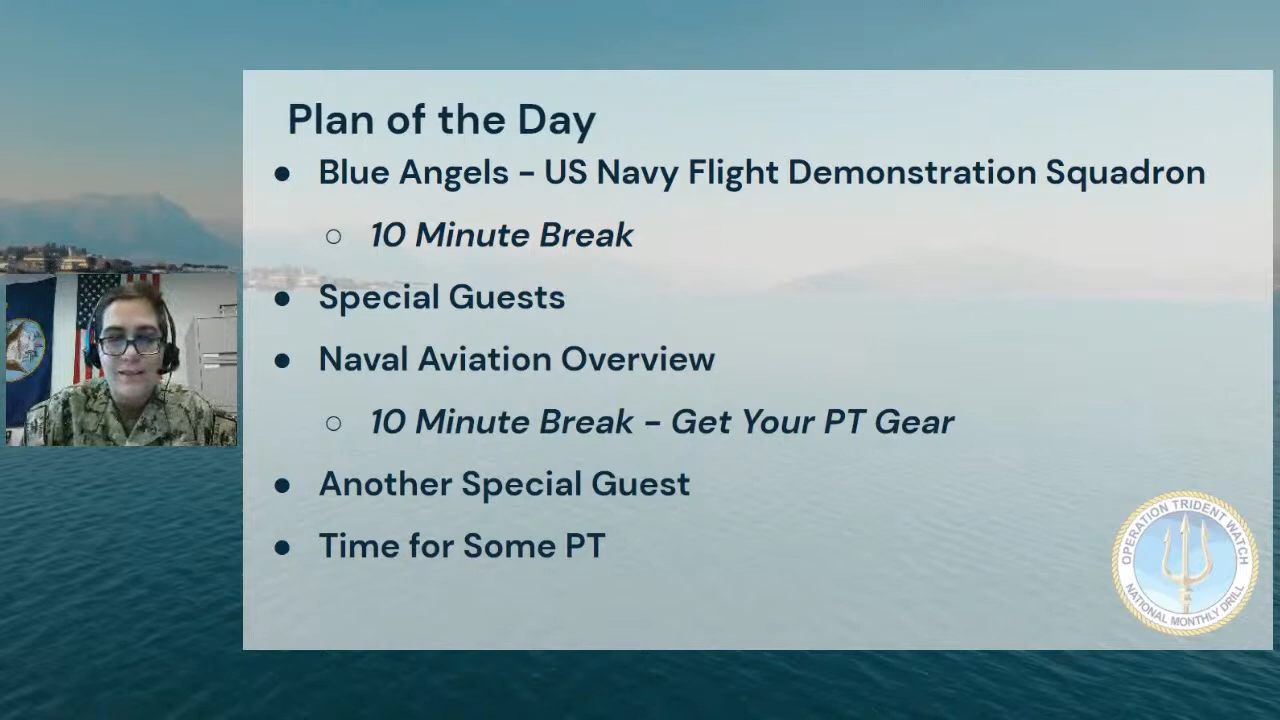 Plan of the Day
● Blue Angels - US Navy Flight Demonstration Squadron
○ 10 Minute Break
● Special Guests
● Naval Aviation Overview
○ 10 Minute Break - Get Your PT Gear
● Another Special Guest
● Time for Some PT
OPERATION TRIDENT WATCH
NATIONAL MONTHLY DRILL